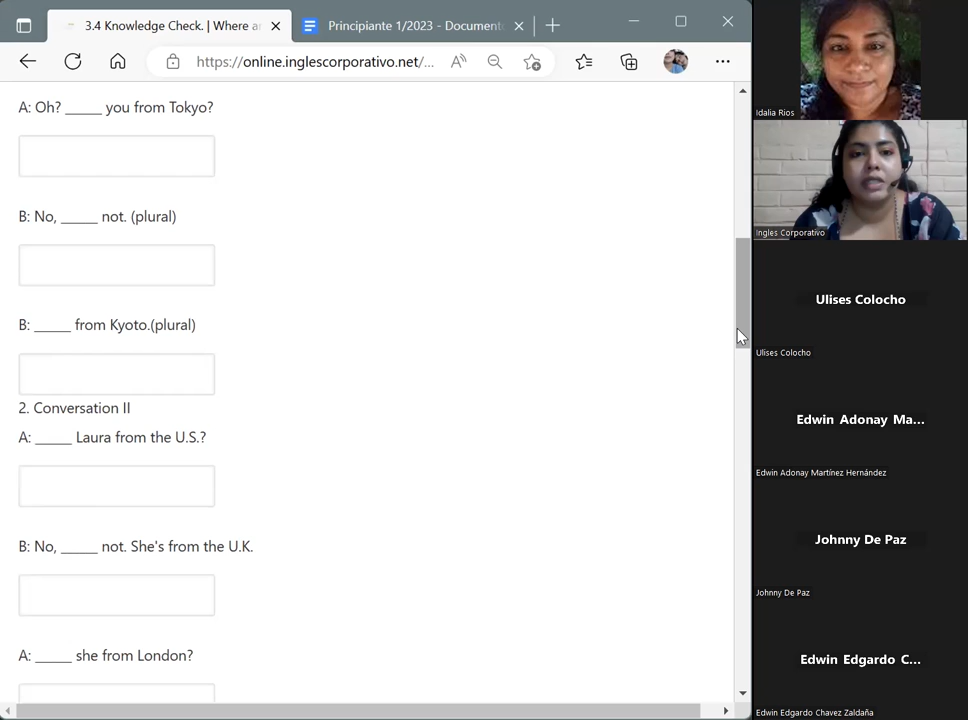 3.4 Knowledge Check. | Where ar
Principiante 1/2023 - Document
https://online.inglescorporativo.net/...
A: Oh? _____ you from Tokyo?
B: No, _____ not. (plural)
B: _____ from Kyoto.(plural)
2. Conversation II
A: _____ Laura from the U.S.?
B: No, _____ not. She's from the U.K.
A: _____ she from London?
Idalia Rios
Ingles Corporativo
Ulises Colocho
Ulises Colocho
Edwin Adonay Ma...
Edwin Adonay Martínez Hernández
Johnny De Paz
Johnny De Paz
Edwin Edgardo C...
Edwin Edgardo Chavez Zaldaña